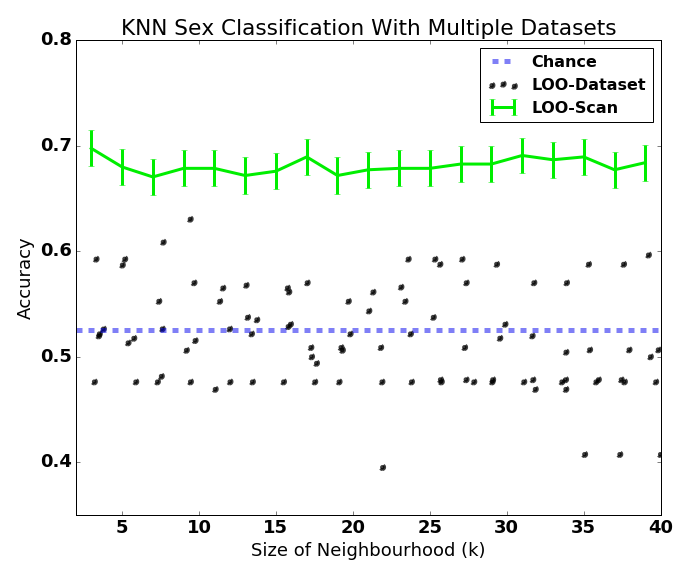 KNN Sex Classification With Multiple Datasets
0.8
0.7
0.6
0.5
0.4
Accuracy
Chance
LOO-Dataset
LOO-Scan
5 10 15 20 25 30 35 40
Size of Neighbourhood (k)